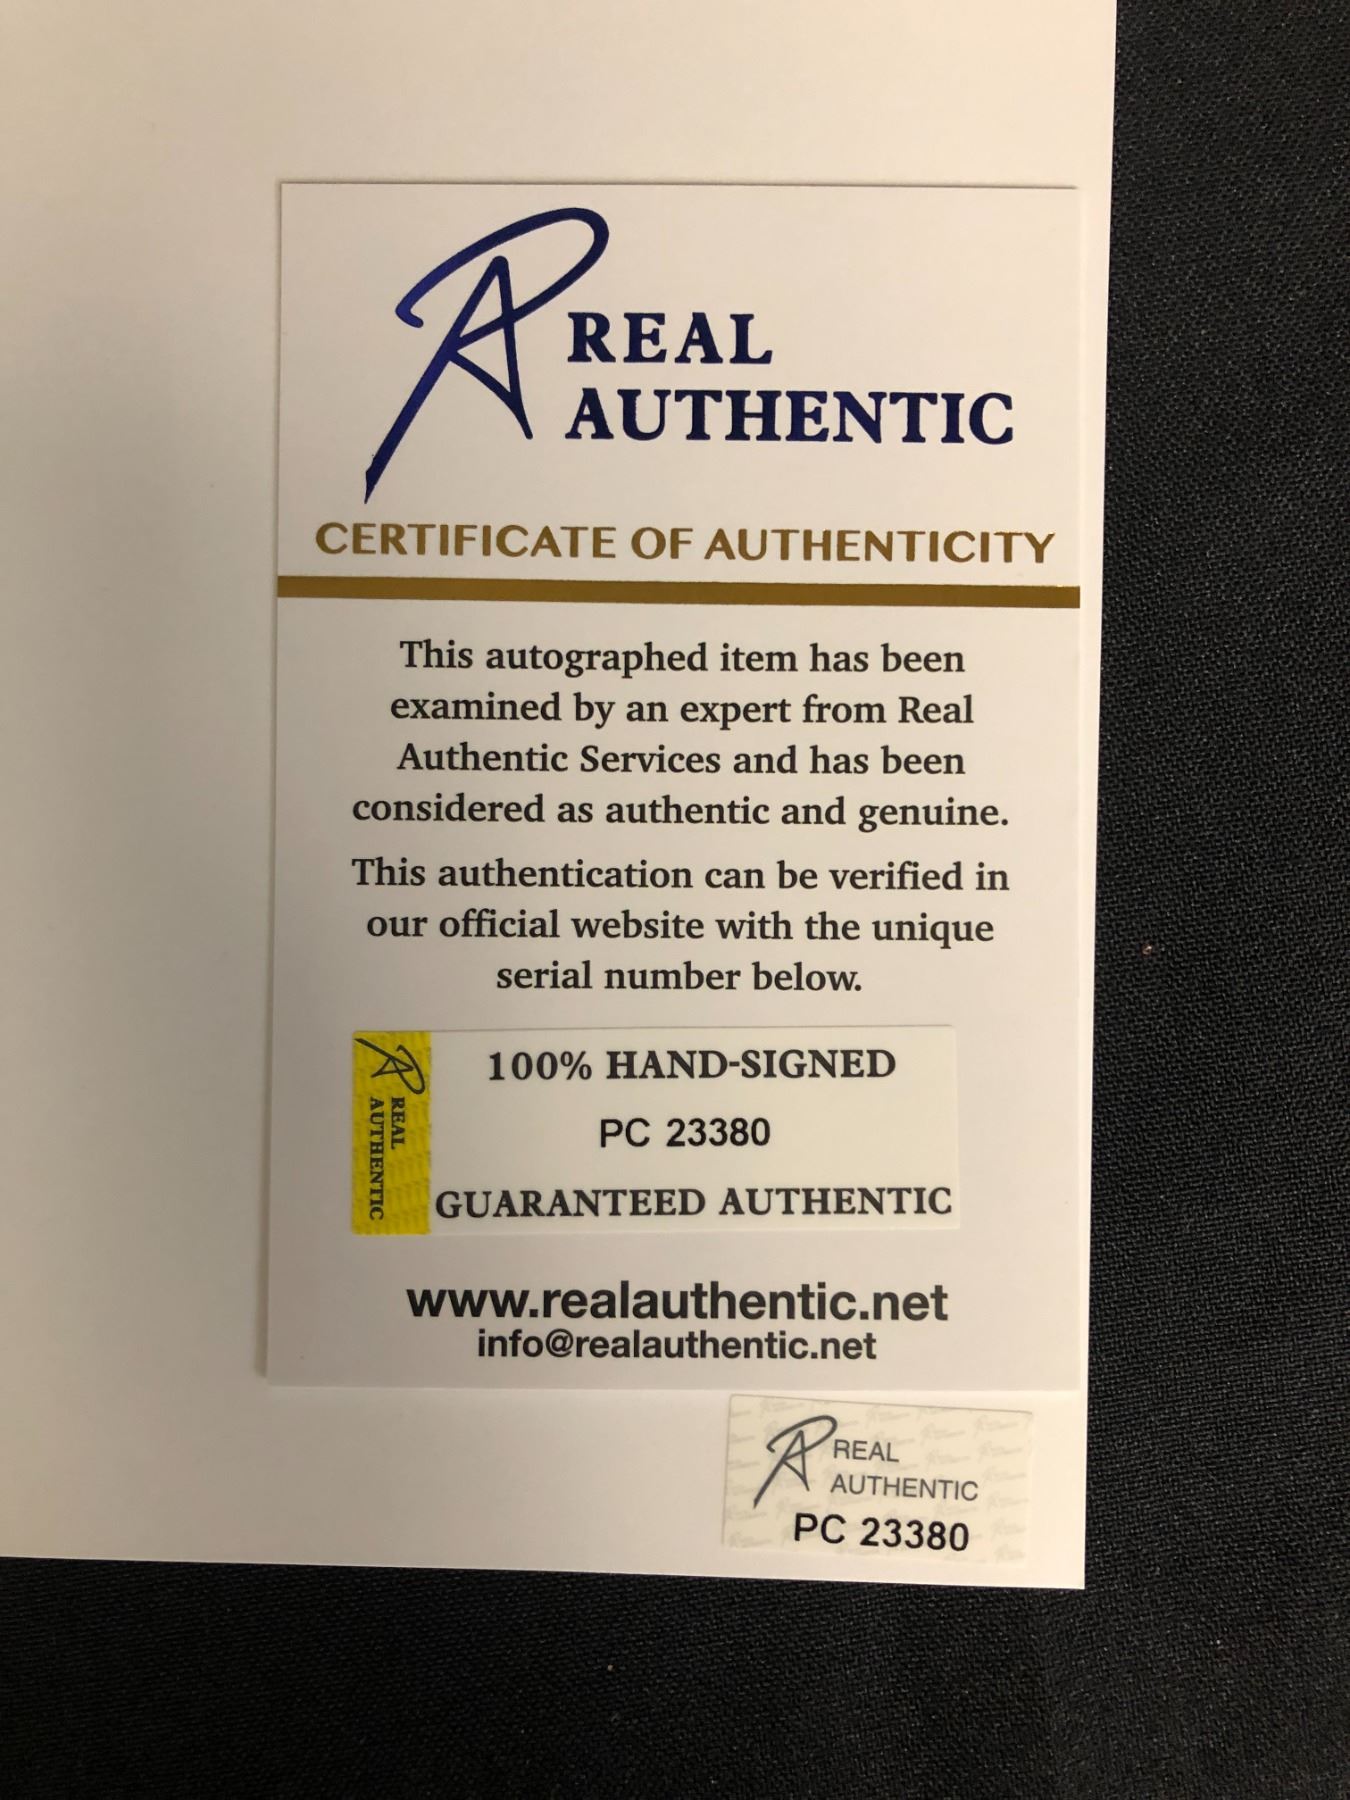 REAL
AUTHENTIC
CERTIFICATE OF AUTHENTICITY
This autographed item has been
examined by an expert from Real
Authentic Services and has been
considered as authentic and genuine.
This authentication can be verified in
our official website with the unique
serial number below.
REAL
AUTHENTIC
100% HAND-SIGNED
PC 23380
GUARANTEED AUTHENTIC
www.realauthentic.net
info@realauthentic.net
REAL
AUTHENTIC
PC 23380